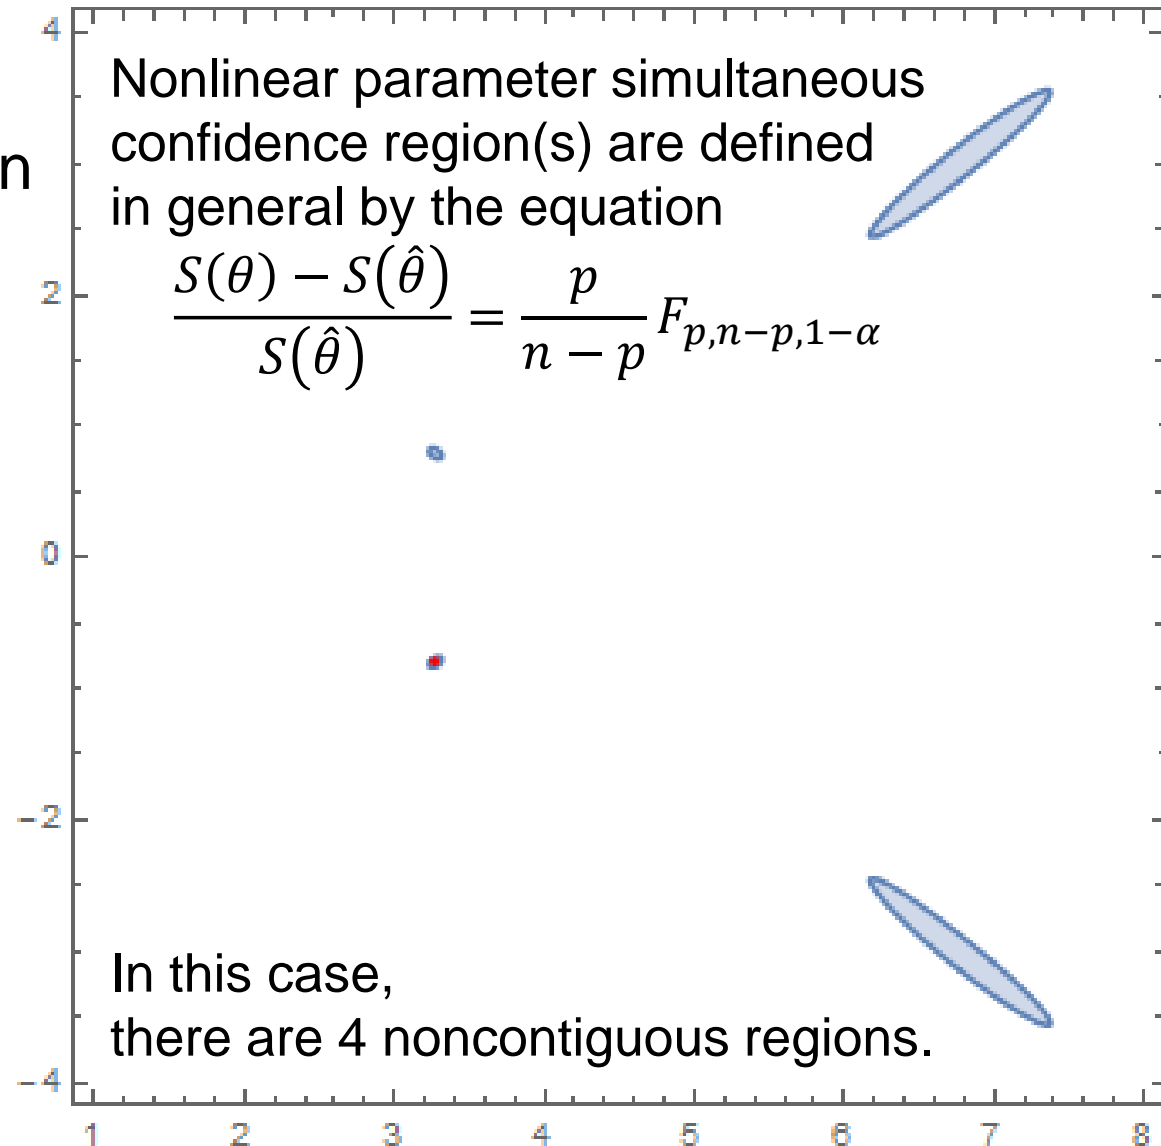 4
Nonlinear parameter simultaneous
confidence region(s) are defined
n
in general by the equation
S(θ) − S(θ̂)
S(θ̂)
= p
n − p
F p,n−p,1−α
2
0
−2
In this case,
there are 4 noncontiguous regions.
−4
1 2 3 4 5 6 7 8